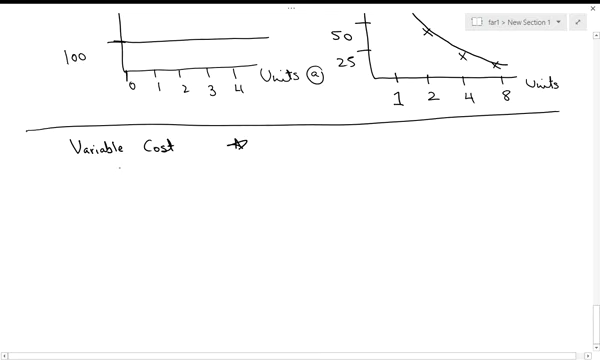 far1 > New Section 1
100
0 1 2 3 4
Units a
50
25
1 2 4 8
Units
Variable Cost